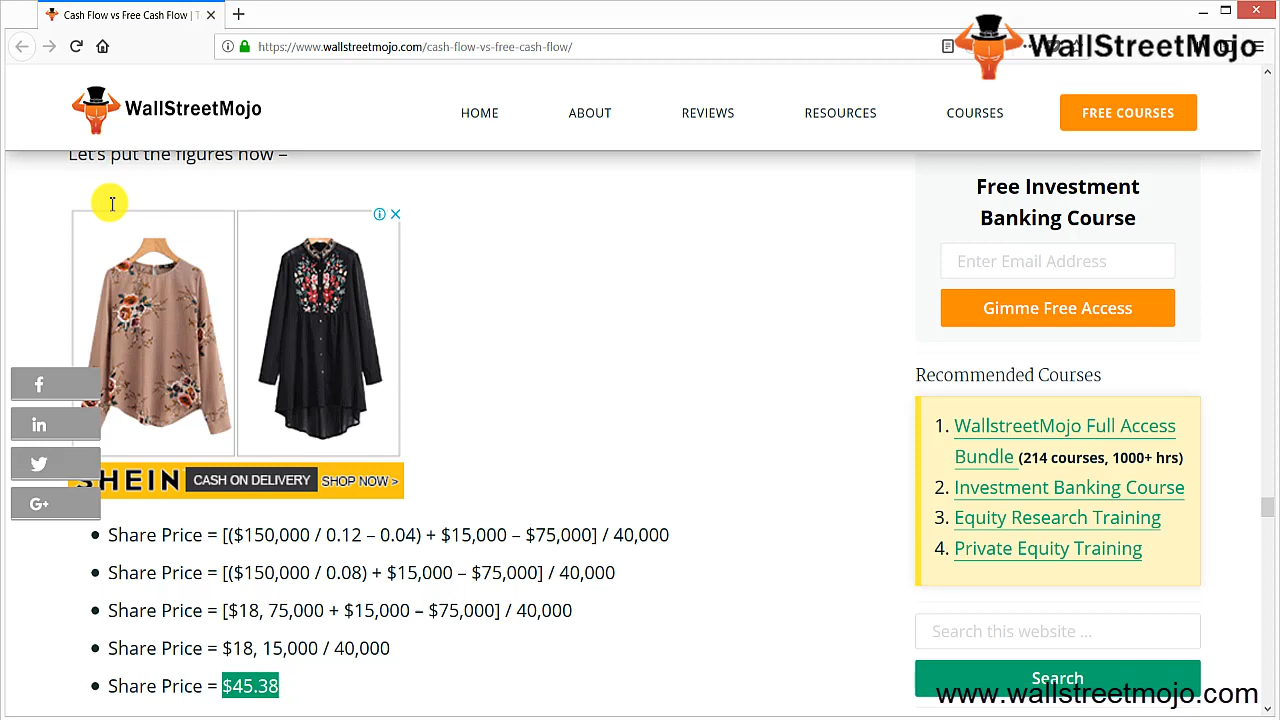 Cash Flow vs Free Cash Flow | T
https://www.wallstreetmojo.com/cash-flow-vs-free-cash-flow/
WallStreetMojo
WallStreetMojo
HOME
ABOUT
REVIEWS
RESOURCES
COURSES
FREE COURSES
Let's put the figures now –
SHEIN
CASH ON DELIVERY
SHOP NOW >
f
in
G+
• Share Price = [($150,000 / 0.12 – 0.04) + $15,000 – $75,000] / 40,000
• Share Price = [($150,000 / 0.08) + $15,000 – $75,000] / 40,000
• Share Price = [$18, 75,000 + $15,000 – $75,000] / 40,000
• Share Price = $18, 15,000 / 40,000
• Share Price = $45.38
Free Investment
Banking Course
Enter Email Address
Gimme Free Access
Recommended Courses
1. WallstreetMojo Full Access
Bundle (214 courses, 1000+ hrs)
2. Investment Banking Course
3. Equity Research Training
4. Private Equity Training
Search this website ...
Search
www.wallstreetmojo.com